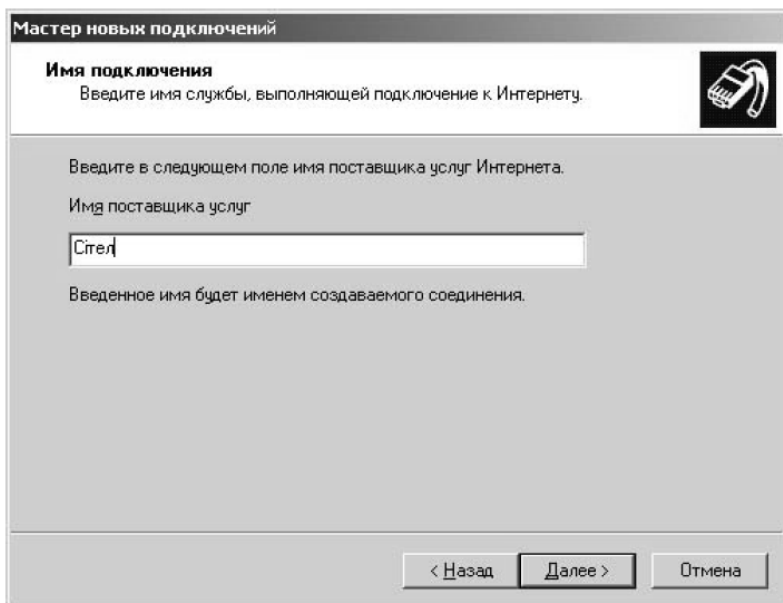 Мастер новых подключений
Имя подключения
Введите имя службы, выполняющей подключение к Интернету.
Введите в следующем поле имя поставщика услуг Интернета.
Имя поставщика услуг
Сітел
Введенное имя будет именем создаваемого соединения.
< Назад
Далее >
Отмена